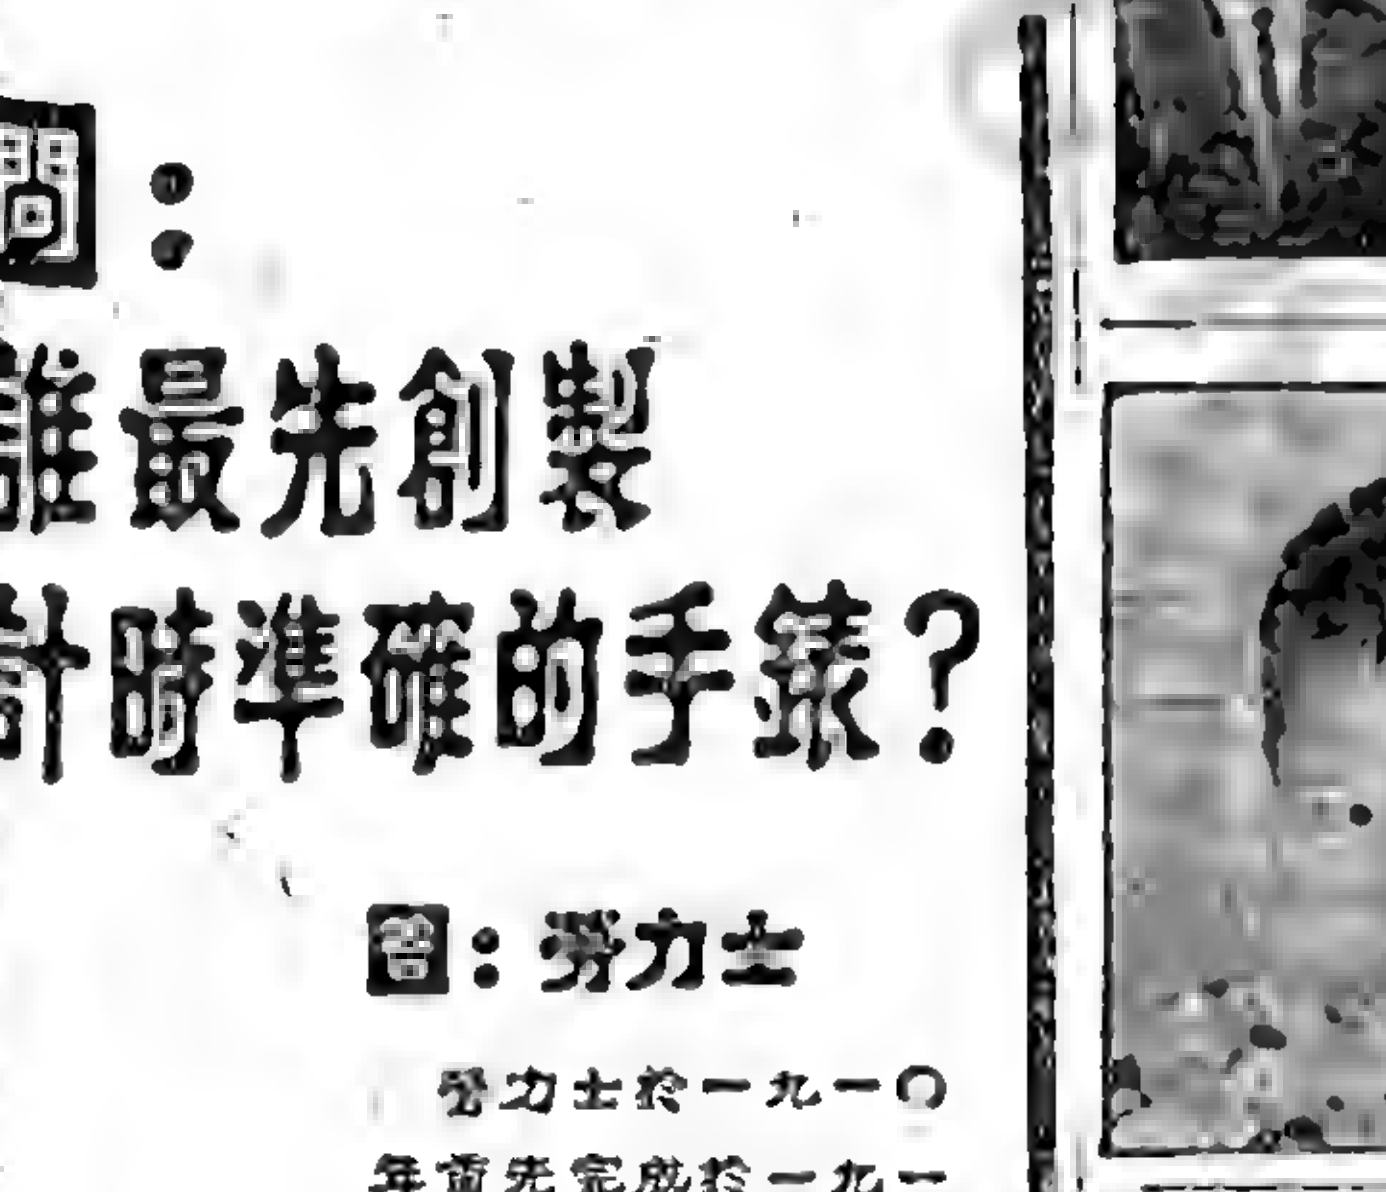 問：
誰最先創製
計時準確的手錶？
答：勞力士
勞力士於一九一〇
年首先完成於一九一